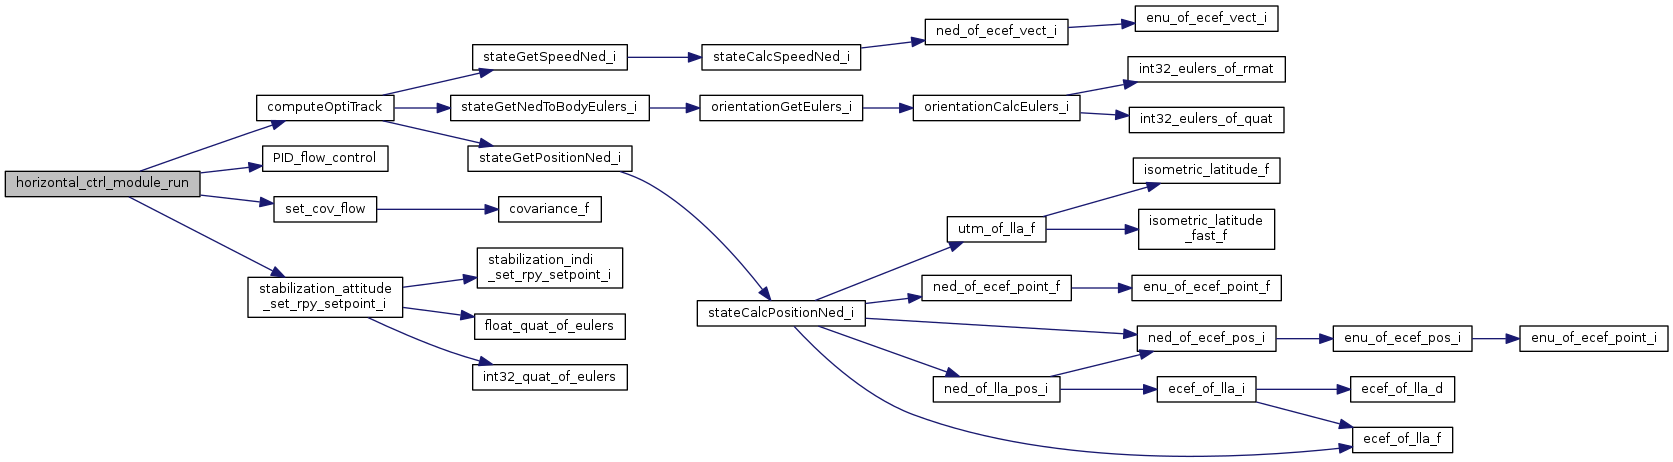 enu_of_ecef_vect_i
ned_of_ecef_vect_i
stateGetSpeedNed_i
stateCalcSpeedNed_i
int32_eulers_of_rmat
computeOptiTrack
stateGetNedToBodyEulers_i
orientationGetEulers_i
orientationCalcEulers_i
int32_eulers_of_quat
PID_flow_control
stateGetPositionNed_i
isometric_latitude_f
horizontal_ctrl_module_run
set_cov_flow
covariance_f
utm_of_lla_f
isometric_latitude
_fast_f
stabilization_indi
_set_rpy_setpoint_i
stabilization_attitude
_set_rpy_setpoint_i
ned_of_ecef_point_f
enu_of_ecef_point_f
stateCalcPositionNed_i
float_quat_of_eulers
ned_of_ecef_pos_i
enu_of_ecef_pos_i
enu_of_ecef_point_i
int32_quat_of_eulers
ned_of_lla_pos_i
ecef_of_lla_i
ecef_of_lla_d
ecef_of_lla_f